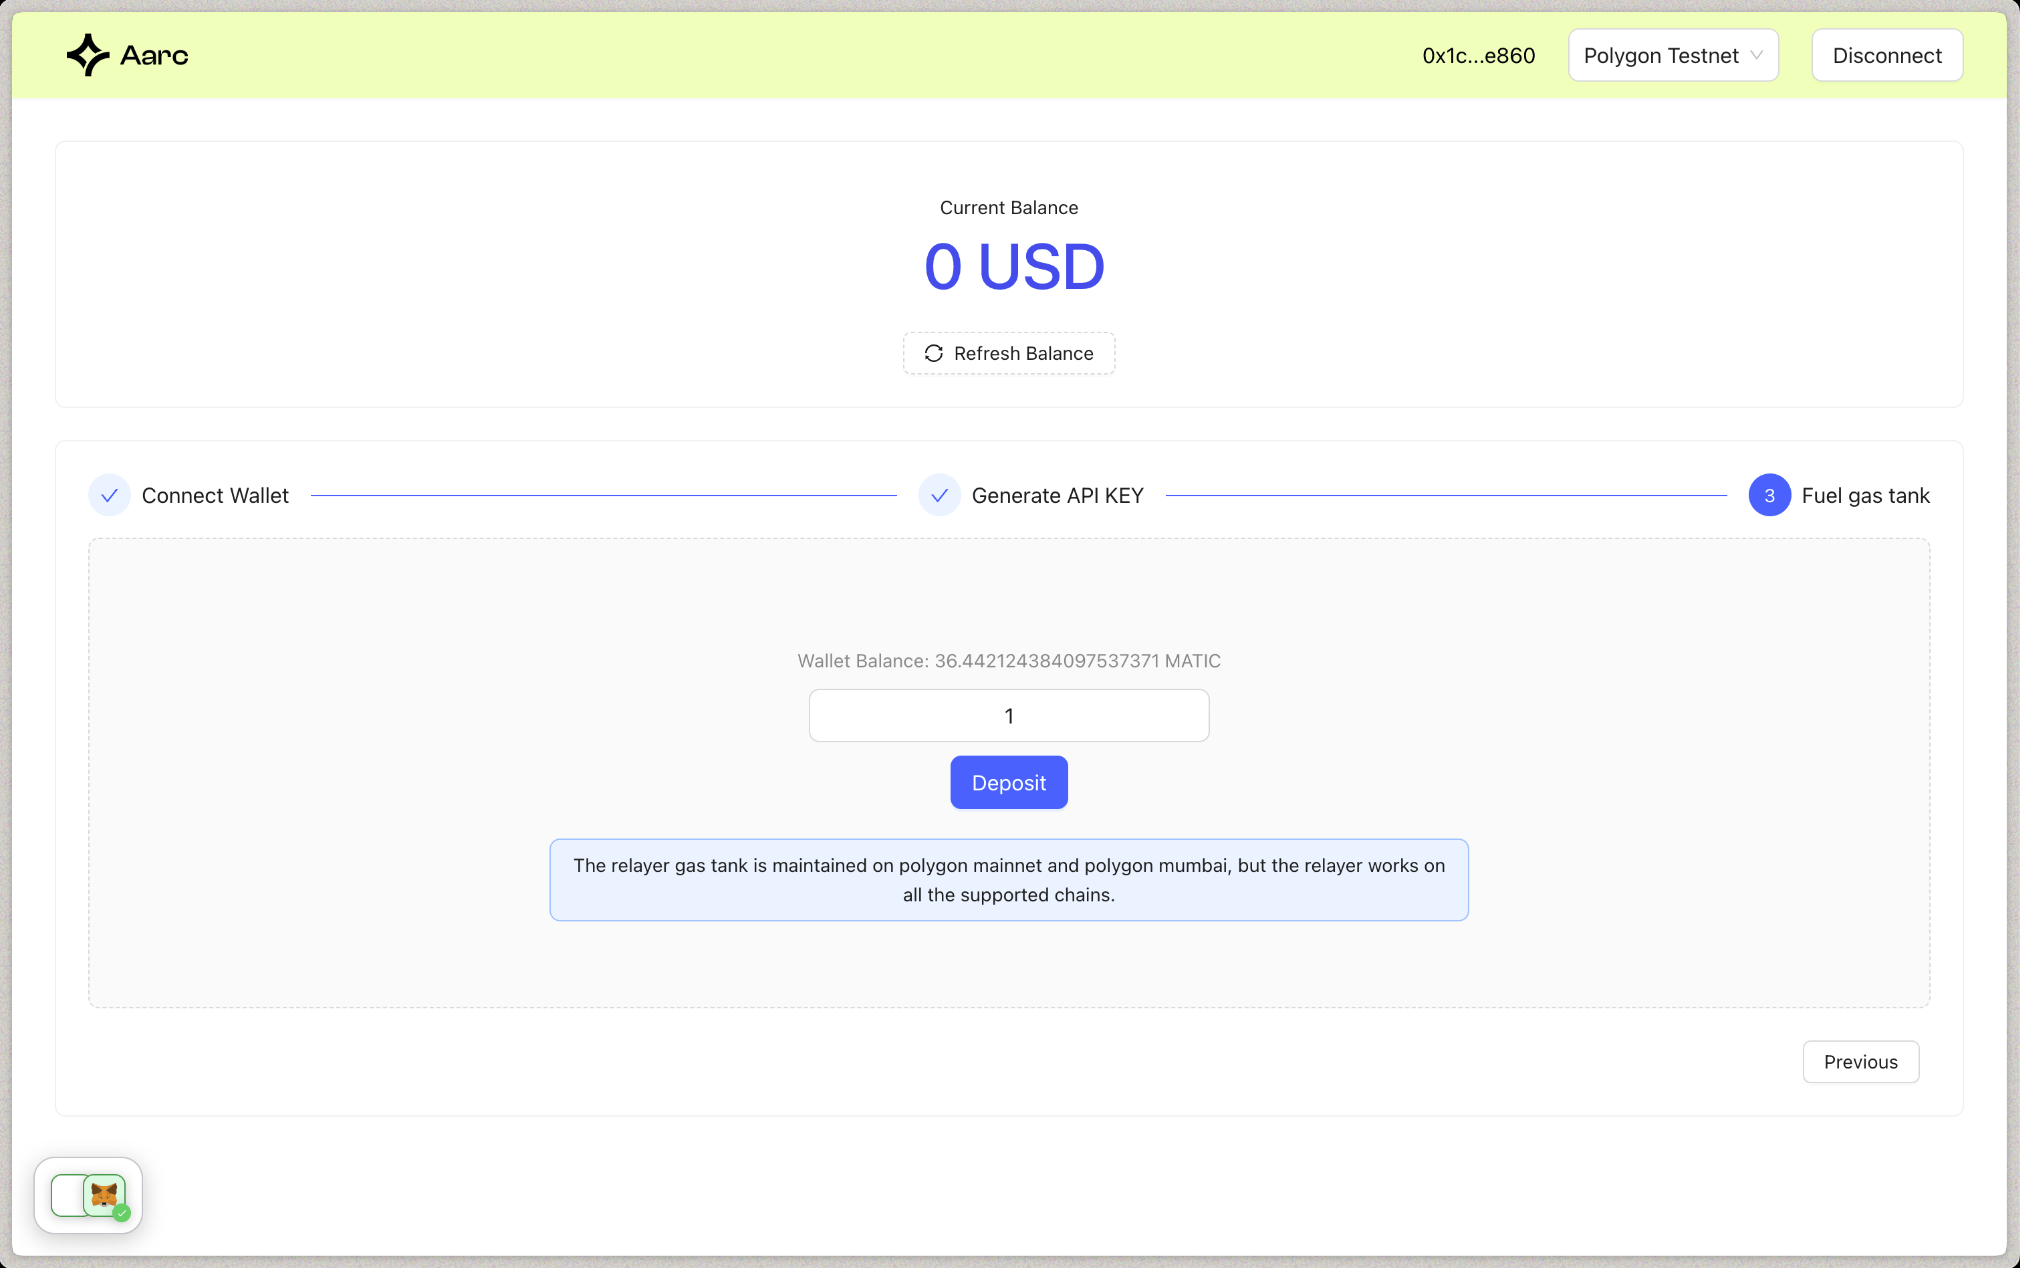 Aarc
0x1c...e860
Polygon Testnet
Disconnect
Current Balance
0 USD
Refresh Balance
Connect Wallet
Generate API KEY
3 Fuel gas tank
Wallet Balance: 36.442124384097537371 MATIC
1
Deposit
The relayer gas tank is maintained on polygon mainnet and polygon mumbai, but the relayer works on
all the supported chains.
Previous